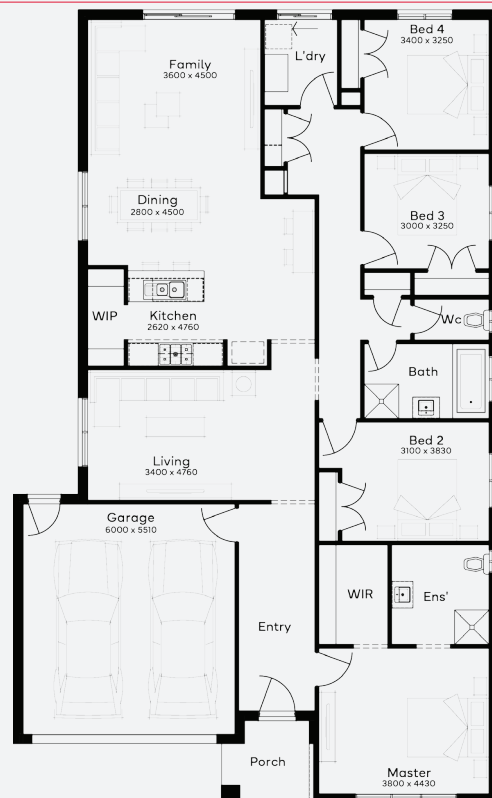 Bed 4
3400 x 3250
L'dry
Family
3600 x 4500
Dining
2800 x 4500
Bed 3
3000 x 3250
WIP
Kitchen
2620 x 4760
Wc
Bath
Bed 2
3100 x 3830
Living
3400 x 4760
Garage
6000 x 5510
WIR
Ens'
Entry
Porch
Master
3800 x 4430